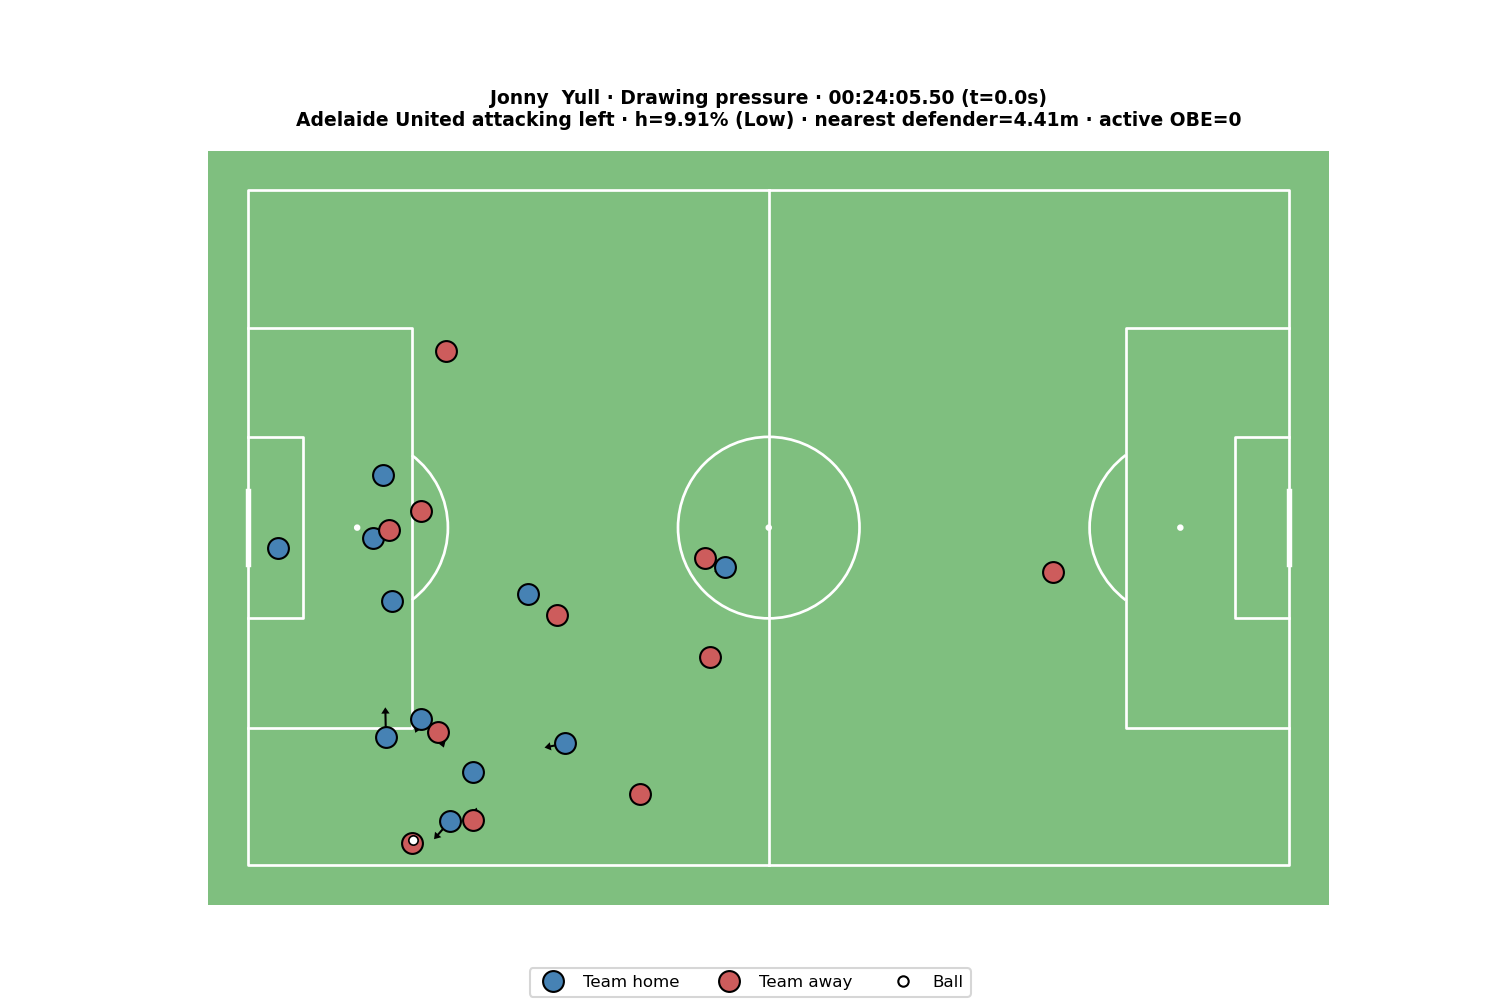 Jonny  Yull · Drawing pressure · 00:24:05.50 (t=0.0s)
Adelaide United attacking left · h=9.91% (Low) · nearest defender=4.41m · active OBE=0
Team home
Team away
Ball